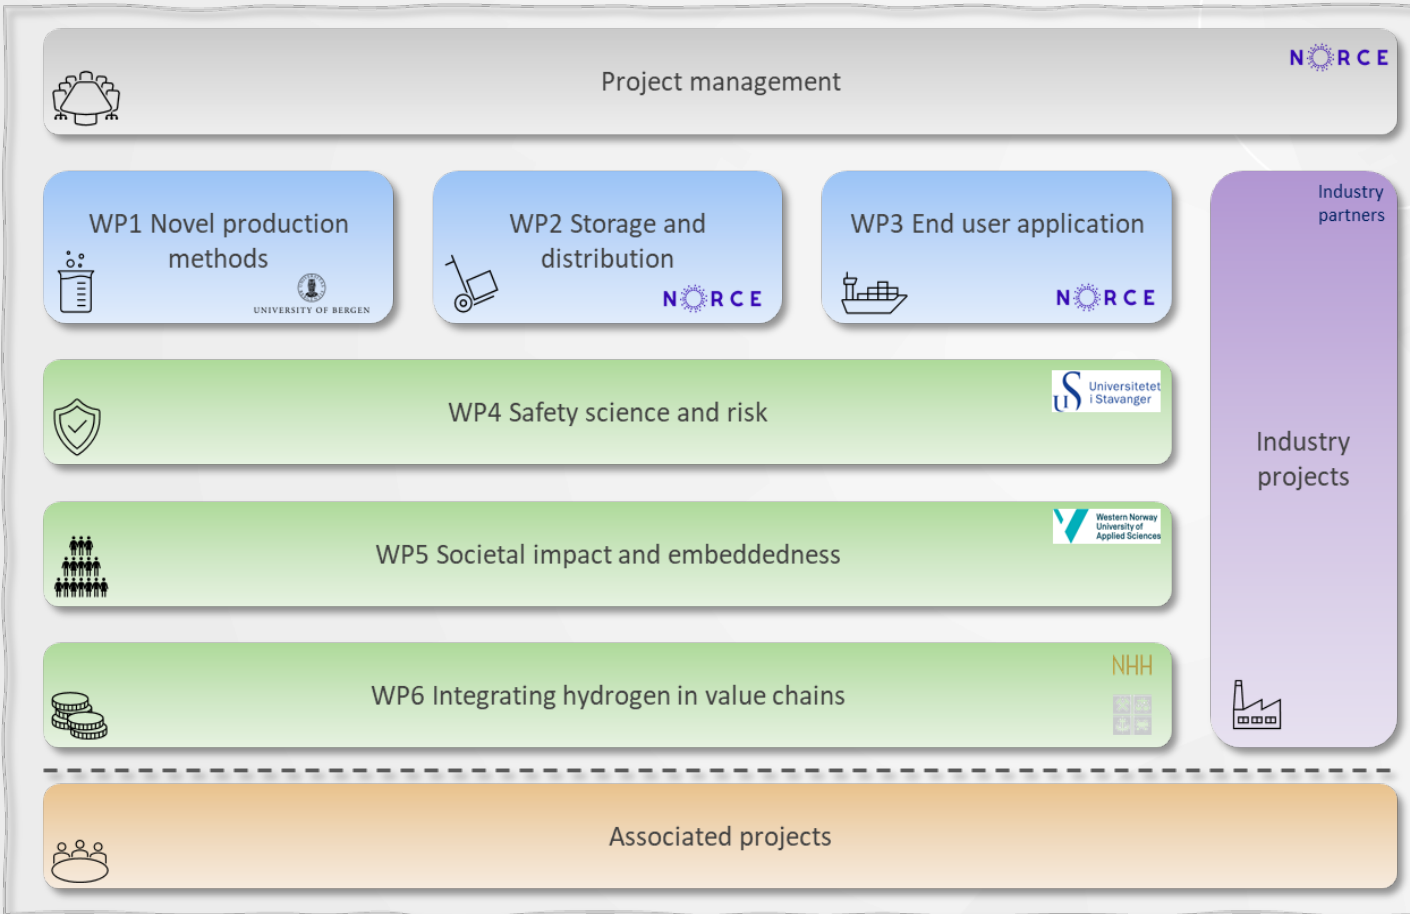 Project management
NORCE
WP1 Novel production
methods
UNIVERSITY OF BERGEN
WP2 Storage and
distribution
NORCE
WP3 End user application
NORCE
Industry
partners
Industry
projects
WP4 Safety science and risk
US
Universitetet
i Stavanger
WP5 Societal impact and embeddedness
Western Norway
University of
Applied Sciences
WP6 Integrating hydrogen in value chains
NHH
Associated projects